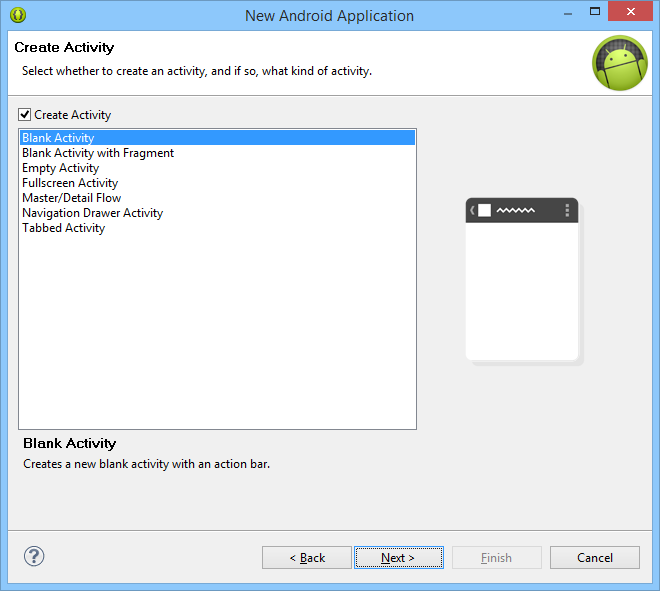 New Android Application
Create Activity
Select whether to create an activity, and if so, what kind of activity.
Create Activity
Blank Activity
Blank Activity with Fragment
Empty Activity
Fullscreen Activity
Master/Detail Flow
Navigation Drawer Activity
Tabbed Activity
Blank Activity
Creates a new blank activity with an action bar.
? < Back Next > Finish Cancel